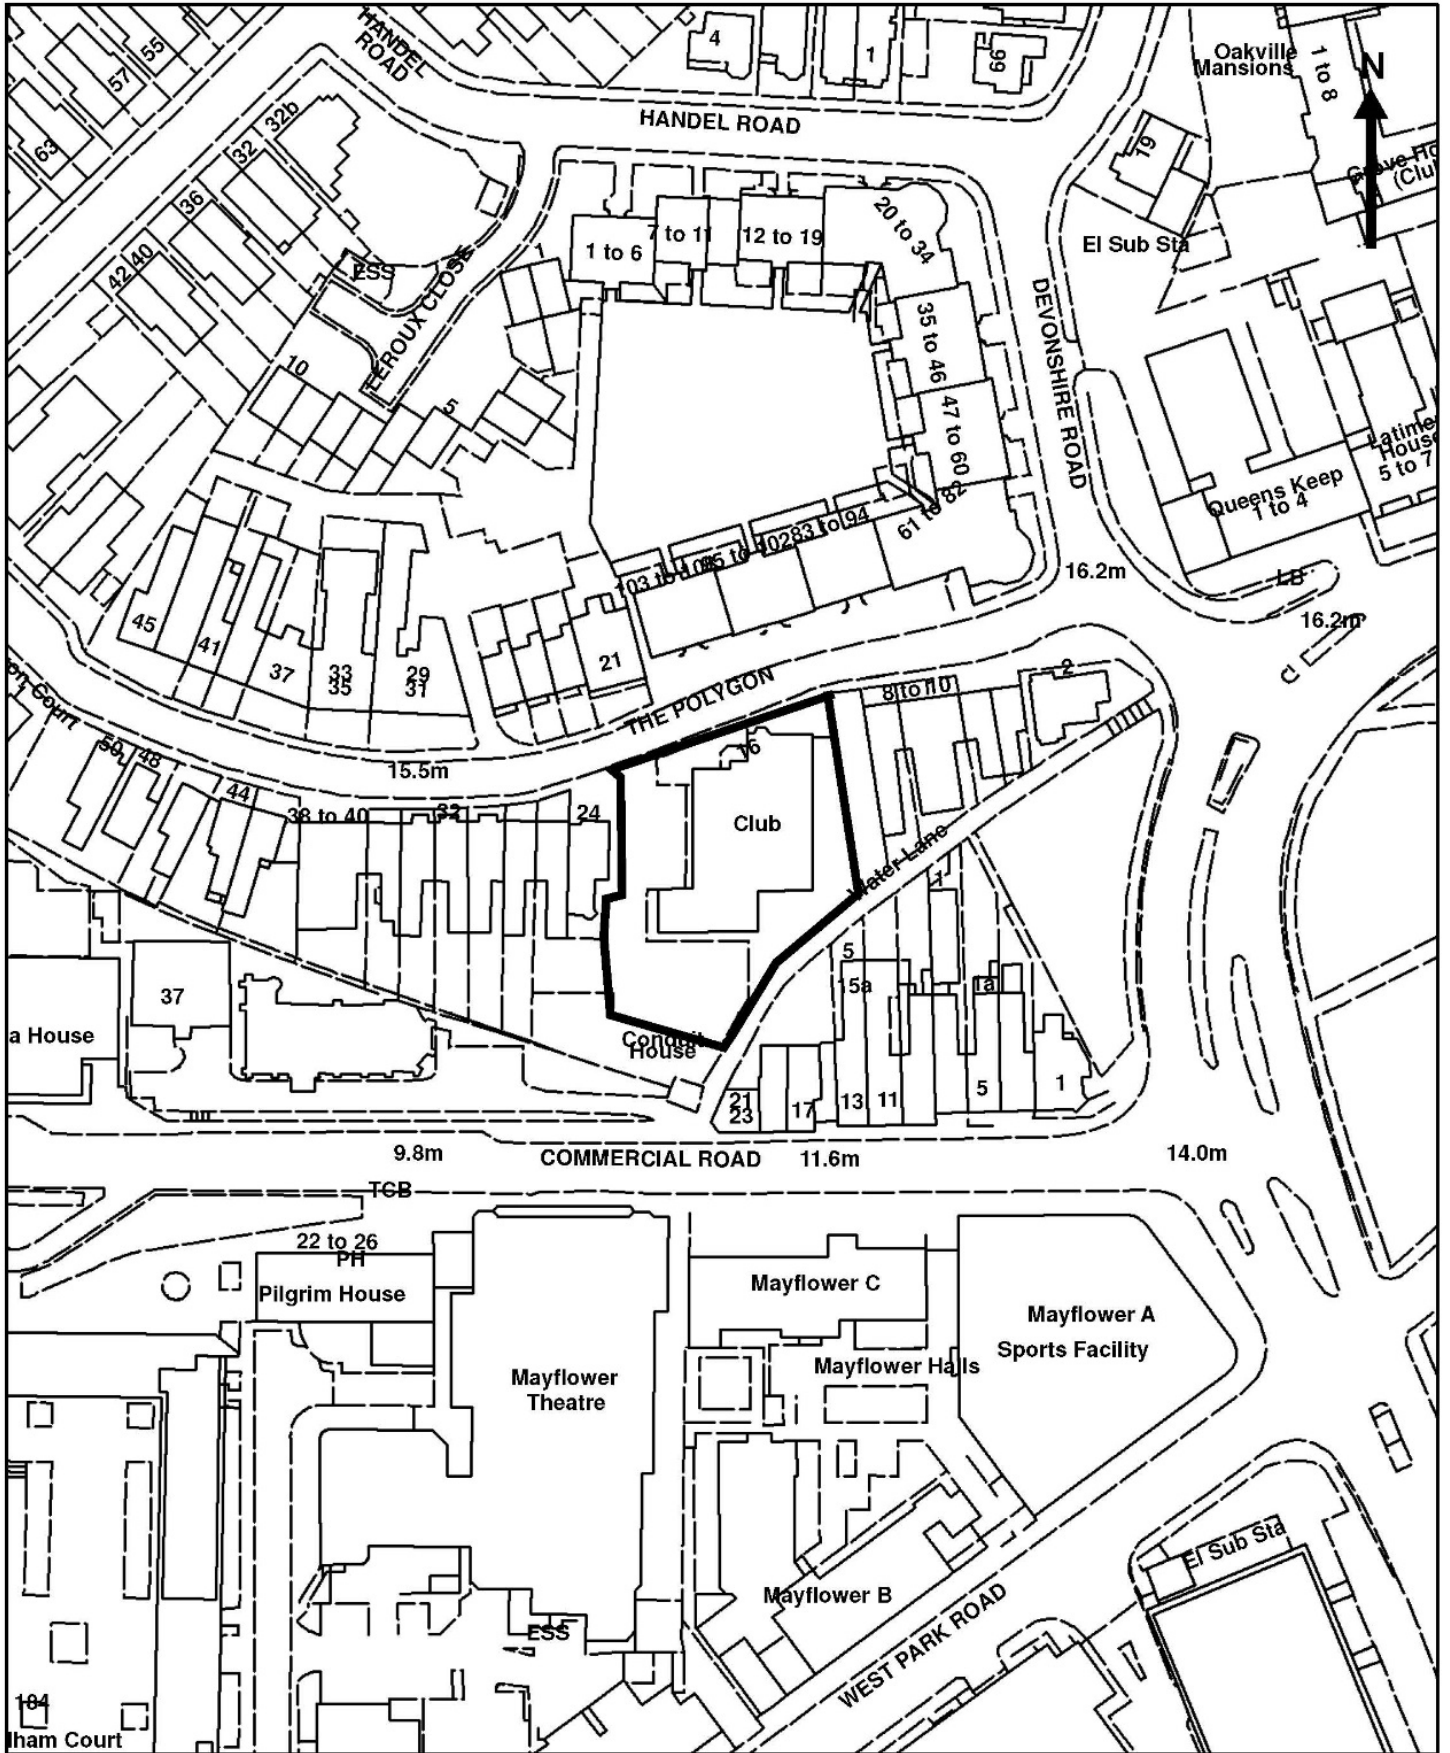 HANDEL
ROAD
55
57
63
4
1
66
Oakville
Mansions
1 to 8
N
HANDEL ROAD
32b
32
36
42 40
19
(Clu
El Sub Sta
1 to 6
7 to 11
12 to 19
20 to 34
1
ESS
LEROUX CLOSE
10
5
35 to 46
DEVONSHIRE ROAD
47 to 60
Latime
House
5 to 7
Queens Keep
1 to 4
61 to 82
83 to 94
16.2m
LB
16.2m
45
41
37
33
35
29
31
21
THE POLYGON
8 to 10
2
on Court
50
48
44
15.5m
38 to 40
32
24
16
Club
Water Lane
1
5
15a
1a
37
a House
Conduit
House
21
23
17
13
11
5
1
9.8m
COMMERCIAL ROAD
11.6m
14.0m
TCB
22 to 26
PH
Pilgrim House
Mayflower C
Mayflower A
Sports Facility
Mayflower Halls
Mayflower
Theatre
El Sub Sta
Mayflower B
ESS
WEST PARK ROAD
184
lham Court